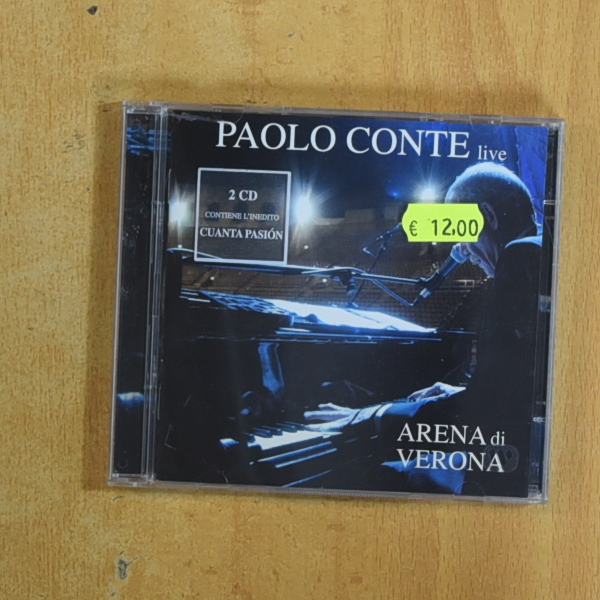 PAOLO CONTE live
2 CD
CONTIENE L'INEDITO
CUANTA PASIÓN
€ 12,00
ARENA di
VERONA